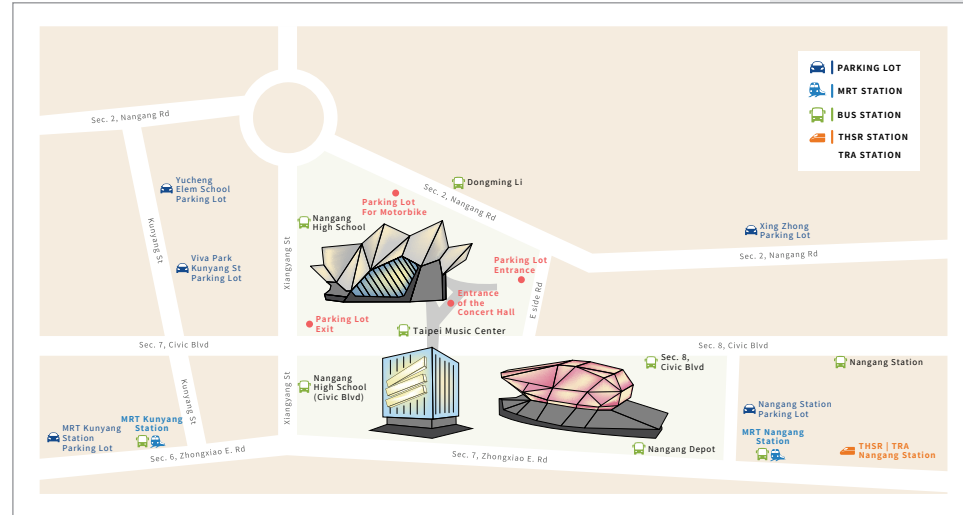 PARKING LOT
MRT STATION
BUS STATION
THSR STATION
TRA STATION
Sec. 2, Nangang Rd
Yucheng
Elem School
Parking Lot
Kunyang St
Viva Park
Kunyang St
Parking Lot
Xiangyang St
Nangang
High School
Parking Lot
For Motorbike
Dongming Li
Sec. 2, Nangang Rd
Xing Zhong
Parking Lot
Sec. 2, Nangang Rd
Parking Lot
Entrance
Entrance
of the
Concert Hall
E side Rd
Parking Lot
Exit
Taipei Music Center
Sec. 7, Civic Blvd
Sec. 8, Civic Blvd
Kunyang St
Xiangyang St
Nangang
High School
(Civic Blvd)
Sec. 8,
Civic Blvd
Nangang Station
MRT Kunyang
Station
Parking Lot
MRT Kunyang
Station
Nangang Station
Parking Lot
MRT Nangang
Station
THSR | TRA
Nangang Station
Nangang Depot
Sec. 6, Zhongxiao E. Rd
Sec. 7, Zhongxiao E. Rd